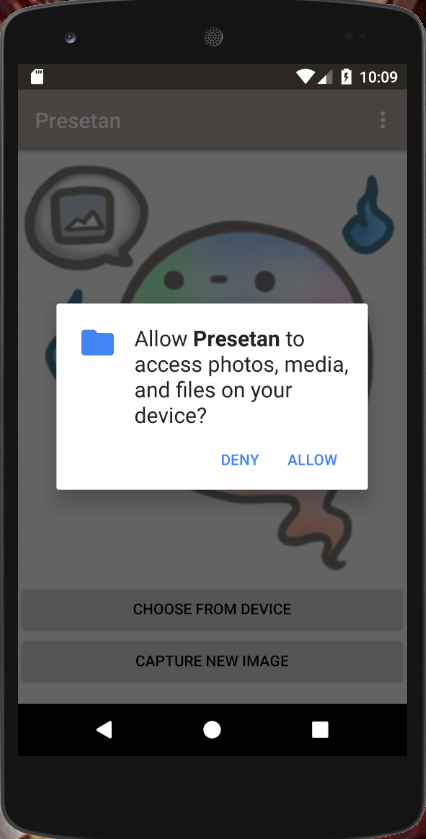 10:09
Presetan
Allow Presetan to
access photos, media,
and files on your
device?
DENY ALLOW
CHOOSE FROM DEVICE
CAPTURE NEW IMAGE